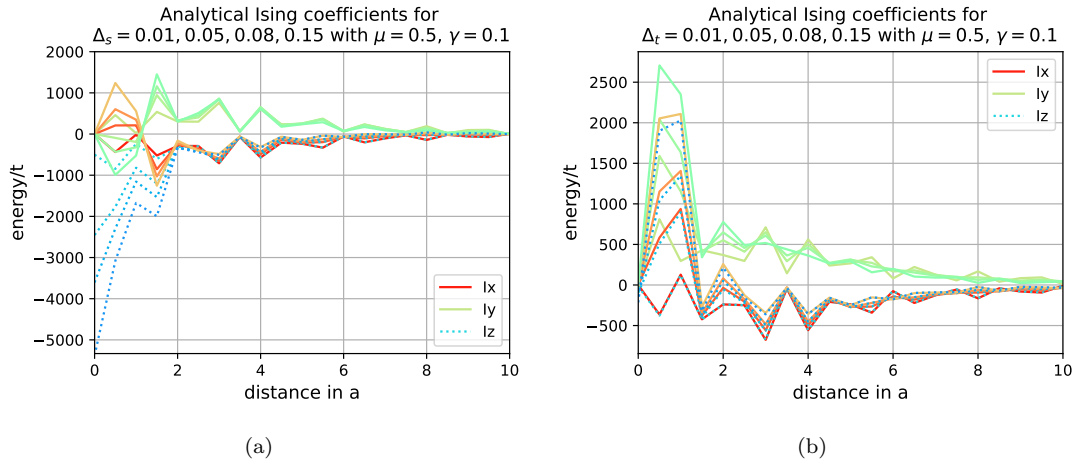 Analytical Ising coefficients for
Δ_s = 0.01, 0.05, 0.08, 0.15 with μ = 0.5, γ = 0.1
2000
1000
0
−1000
−2000
−3000
−4000
−5000
energy/t
Ix
Iy
Iz
0 2 4 6 8 10
distance in a
(a)
Analytical Ising coefficients for
Δ_t = 0.01, 0.05, 0.08, 0.15 with μ = 0.5, γ = 0.1
2500
2000
1500
1000
500
0
−500
energy/t
Ix
Iy
Iz
0 2 4 6 8 10
distance in a
(b)